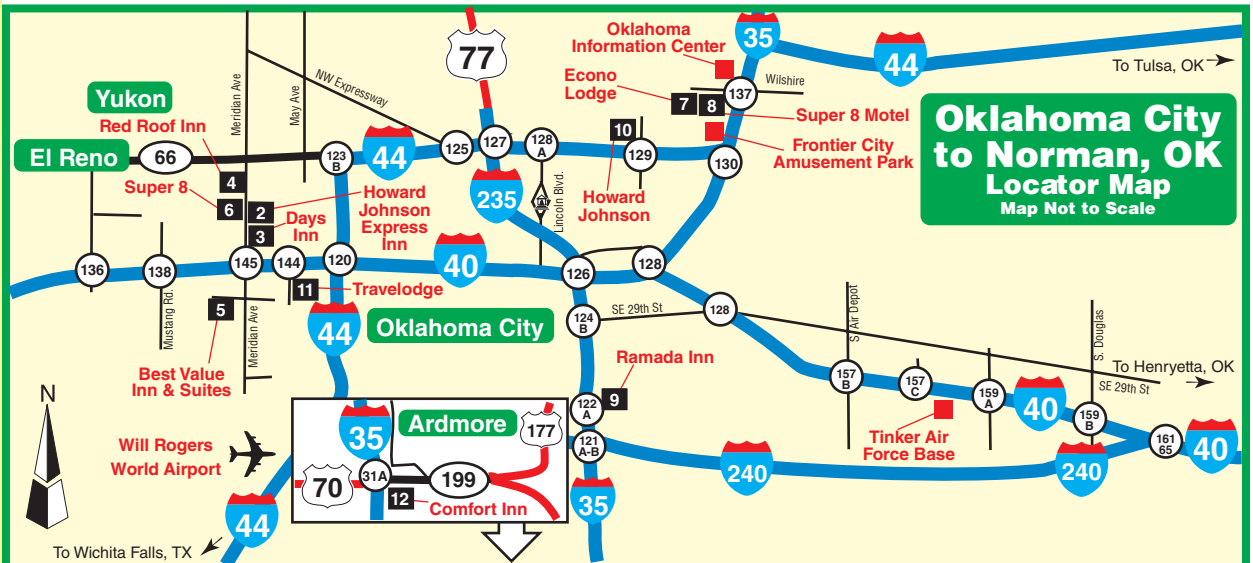 Oklahoma City
to Norman, OK
Locator Map
Map Not to Scale
77
Oklahoma
Information Center
35
44
To Tulsa, OK
Econo
Lodge
Wilshire
137
7
8
Super 8 Motel
Frontier City
Amusement Park
Yukon
Red Roof Inn
Meridian Ave
May Ave
NW Expressway
El Reno
66
123
B
44
125
127
128
A
10
129
130
Super 8
4
6
2
3
Howard
Johnson
Express
Inn
Days
Inn
235
Lincoln Blvd.
Howard
Johnson
136
138
145
144
120
40
126
128
11
Travelodge
5
Mustang Rd.
Meridian Ave
44
Oklahoma City
124
B
SE 29th St
128
S. Air Depot
S. Douglas
Best Value
Inn & Suites
Ramada Inn
9
157
B
157
C
159
A
40
159
B
To Henryetta, OK
SE 29th St
N
Will Rogers
World Airport
122
A
121
A-B
Tinker Air
Force Base
161
65
40
240
240
35
Ardmore
35
177
70
31A
199
12
Comfort Inn
44
To Wichita Falls, TX